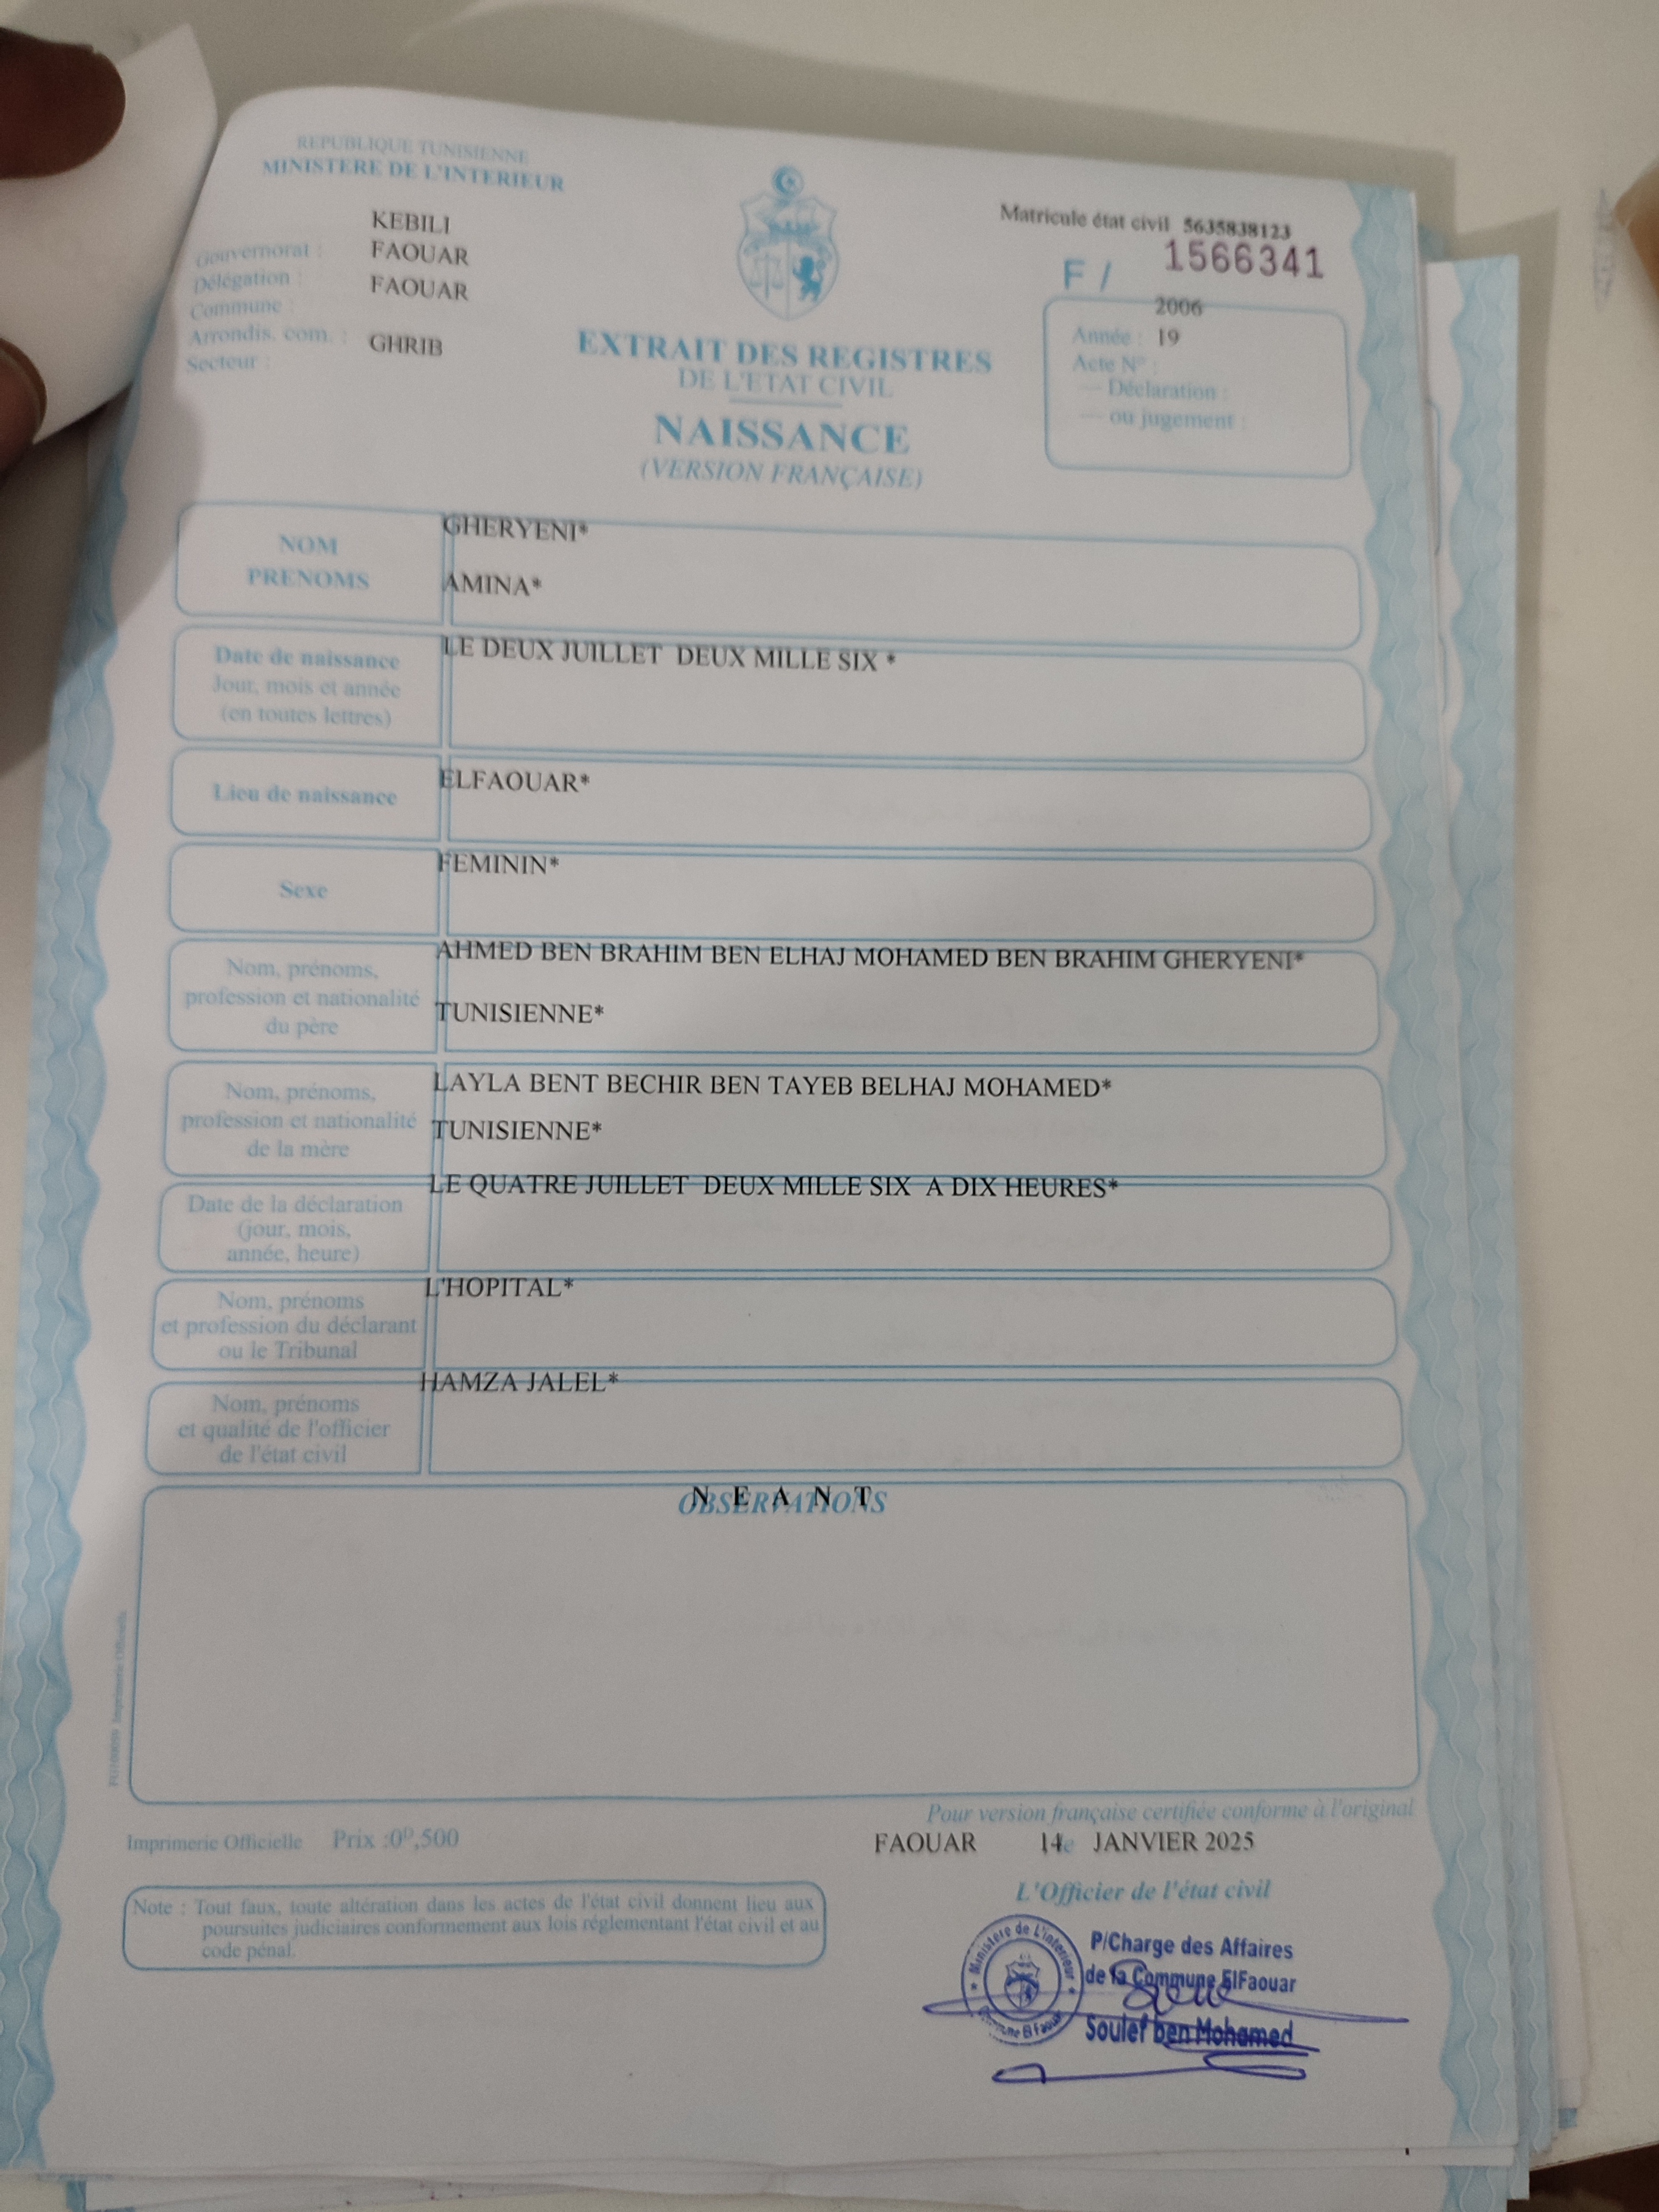 REPUBLIQUE TUNISIENNE
MINISTERE DE L'INTERIEUR
KEBILI
Gouvernorat :
FAOUAR
Délégation :
FAOUAR
Commune :
Arrondis. com. :
GHRIB
Secteur :
Matricule état civil 5635838123
F / 1566341
2006
Année : 19
Acte N° :
— Déclaration :
— ou jugement :
EXTRAIT DES REGISTRES
DE L'ETAT CIVIL
NAISSANCE
(VERSION FRANÇAISE)
NOM
PRENOMS
GHERYENI*
AMINA*
Date de naissance
Jour, mois et année
(en toutes lettres)
LE DEUX JUILLET DEUX MILLE SIX *
Lieu de naissance
ELFAOUAR*
Sexe
FEMININ*
Nom, prénoms,
profession et nationalité
du père
AHMED BEN BRAHIM BEN ELHAJ MOHAMED BEN BRAHIM GHERYENI*
TUNISIENNE*
Nom, prénoms,
profession et nationalité
de la mère
LAYLA BENT BECHIR BEN TAYEB BELHAJ MOHAMED*
TUNISIENNE*
Date de la déclaration
(jour, mois,
année, heure)
LE QUATRE JUILLET DEUX MILLE SIX A DIX HEURES*
Nom, prénoms
et profession du déclarant
ou le Tribunal
L'HOPITAL*
Nom, prénoms
et qualité de l'officier
de l'état civil
HAMZA JALEL*
OBSERVATIONS
N E A N T
Pour version française certifiée conforme à l'original
Imprimerie Officielle Prix :0ᴰ,500
FAOUAR 14 JANVIER 2025
L'Officier de l'état civil
Note : Tout faux, toute altération dans les actes de l'état civil donnent lieu aux
poursuites judiciaires conformement aux lois réglementant l'état civil et au
code pénal.
Ministère de L'intérieur
Commune El Faouar
P/Charge des Affaires
de la Commune ElFaouar
Soulef ben Mohamed